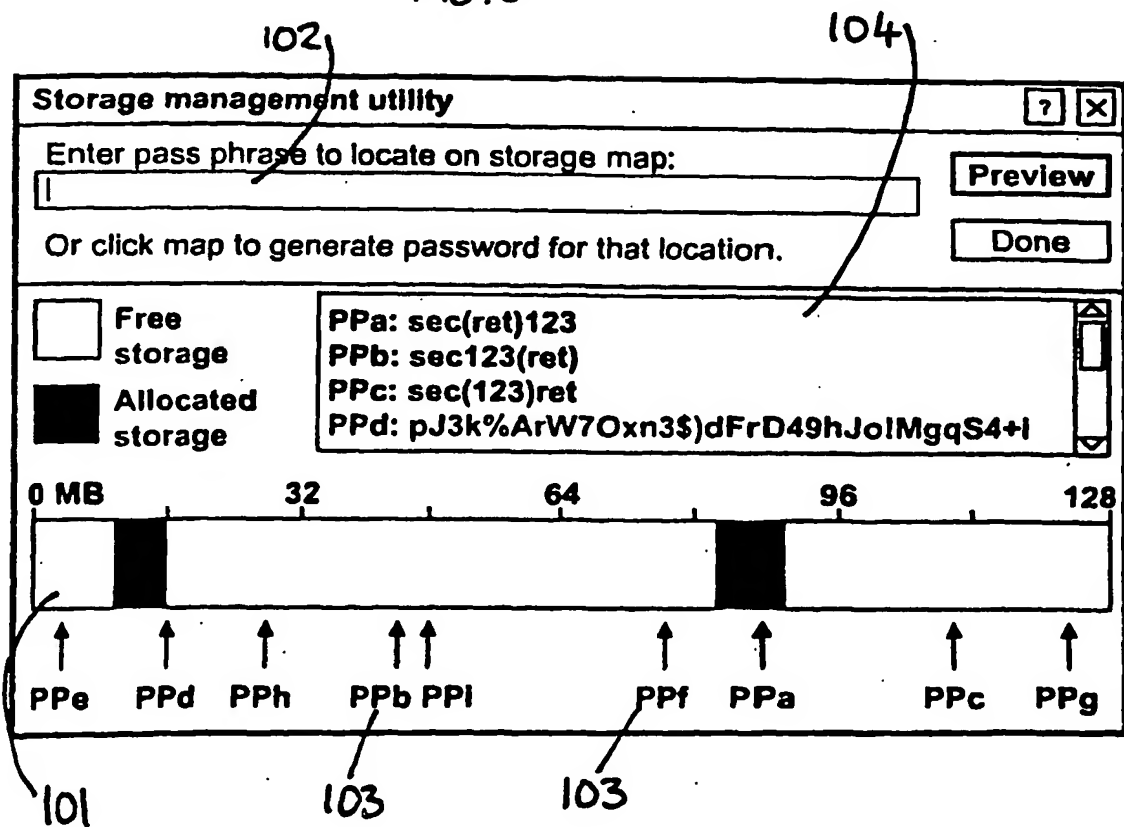 102
104
Storage management utility
? X
Enter pass phrase to locate on storage map:
Preview
Or click map to generate password for that location.
Done
Free storage
Allocated storage
PPa: sec(ret)123
PPb: sec123(ret)
PPc: sec(123)ret
PPd: pJ3k%ArW7Oxn3$)dFrD49hJo!MgqS4+l
0 MB 32 64 96 128
PPe PPd PPh PPb PPl PPf PPa PPc PPg
101
103
103